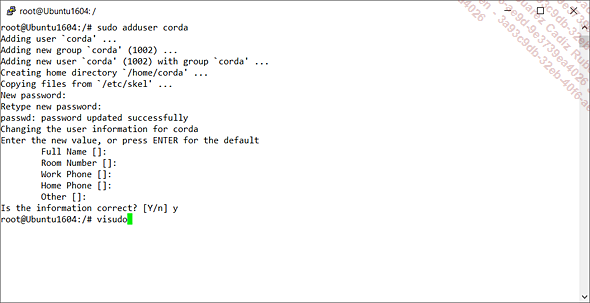 root@Ubuntu1604: /
root@Ubuntu1604:/# sudo adduser corda
Adding user `corda' ...
Adding new group `corda' (1002) ...
Adding new user `corda' (1002) with group `corda' ...
Creating home directory `/home/corda' ...
Copying files from `/etc/skel' ...
New password:
Retype new password:
passwd: password updated successfully
Changing the user information for corda
Enter the new value, or press ENTER for the default
Full Name []:
Room Number []:
Work Phone []:
Home Phone []:
Other []:
Is the information correct? [Y/n] y
root@Ubuntu1604:/# visudo